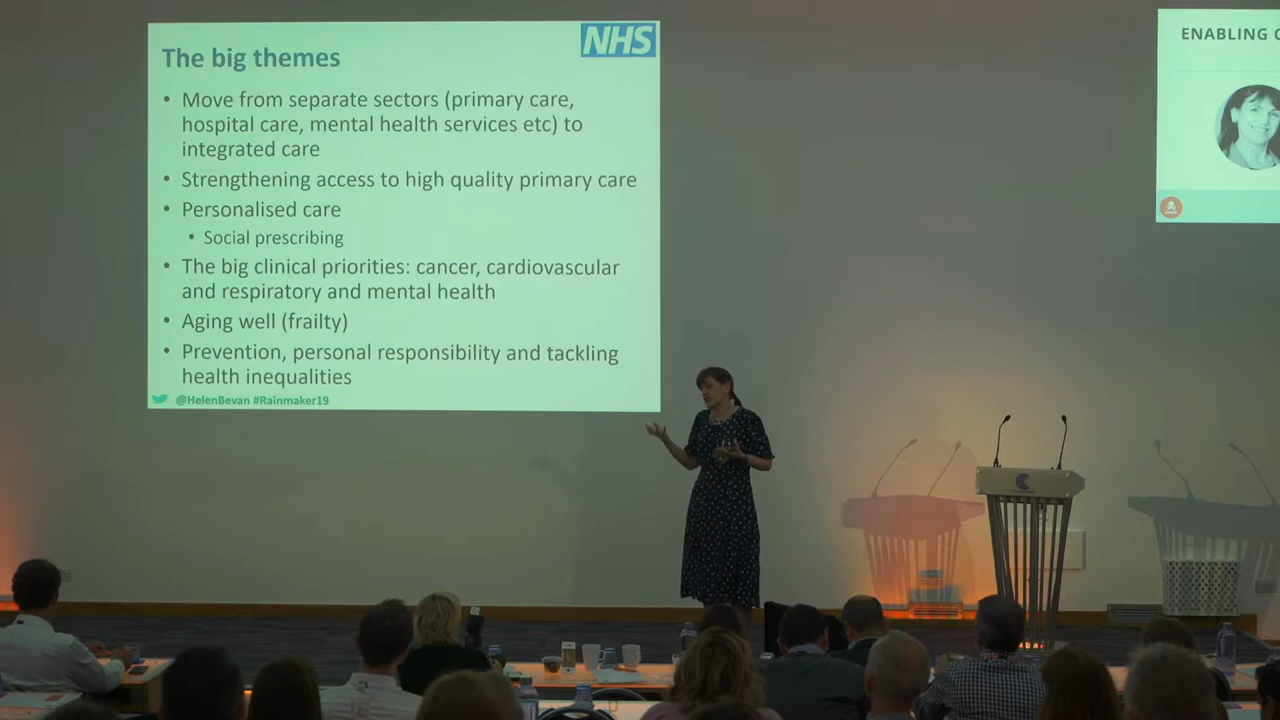 NHS
The big themes
• Move from separate sectors (primary care,
hospital care, mental health services etc) to
integrated care
• Strengthening access to high quality primary care
• Personalised care
• Social prescribing
• The big clinical priorities: cancer, cardiovascular
and respiratory and mental health
• Aging well (frailty)
• Prevention, personal responsibility and tackling
health inequalities
@HelenBevan #Rainmaker19
ENABLING